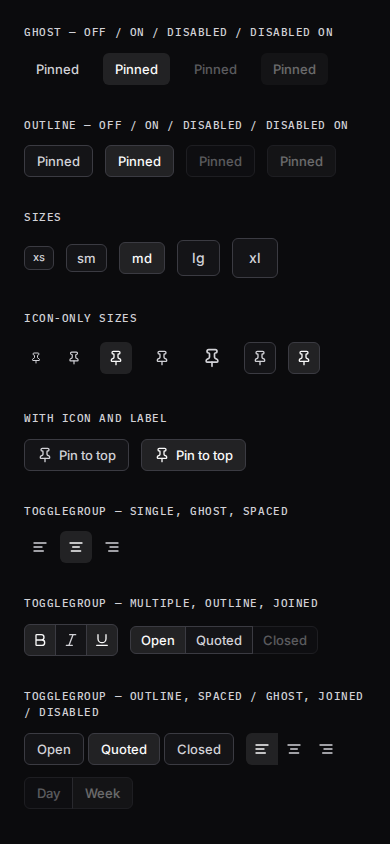 GHOST — OFF / ON / DISABLED / DISABLED ON
Pinned Pinned Pinned Pinned
OUTLINE — OFF / ON / DISABLED / DISABLED ON
Pinned Pinned Pinned Pinned
SIZES
xs sm md lg xl
ICON-ONLY SIZES
WITH ICON AND LABEL
Pin to top Pin to top
TOGGLEGROUP — SINGLE, GHOST, SPACED
TOGGLEGROUP — MULTIPLE, OUTLINE, JOINED
B I U Open Quoted Closed
TOGGLEGROUP — OUTLINE, SPACED / GHOST, JOINED
/ DISABLED
Open Quoted Closed
Day Week